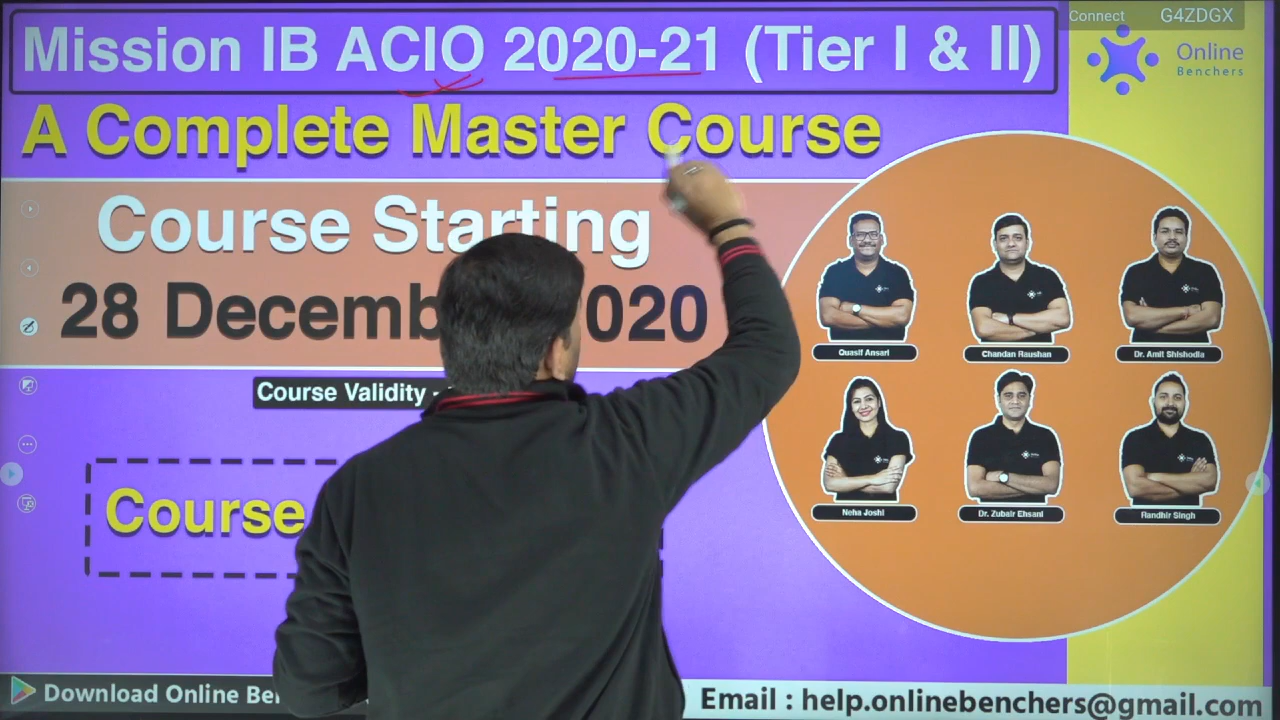 Connect G4ZDGX
Mission IB ACIO 2020-21 (Tier I & II)
Online
Benchers
A Complete Master Course
Course Starting
28 Decemb 2020
Course Validity -
Course
Quasif Ansari
Chandan Raushan
Dr. Amit Shishodia
Neha Joshi
Dr. Zubair Ehsani
Randhir Singh
Download Online Be
Email : help.onlinebenchers@gmail.com